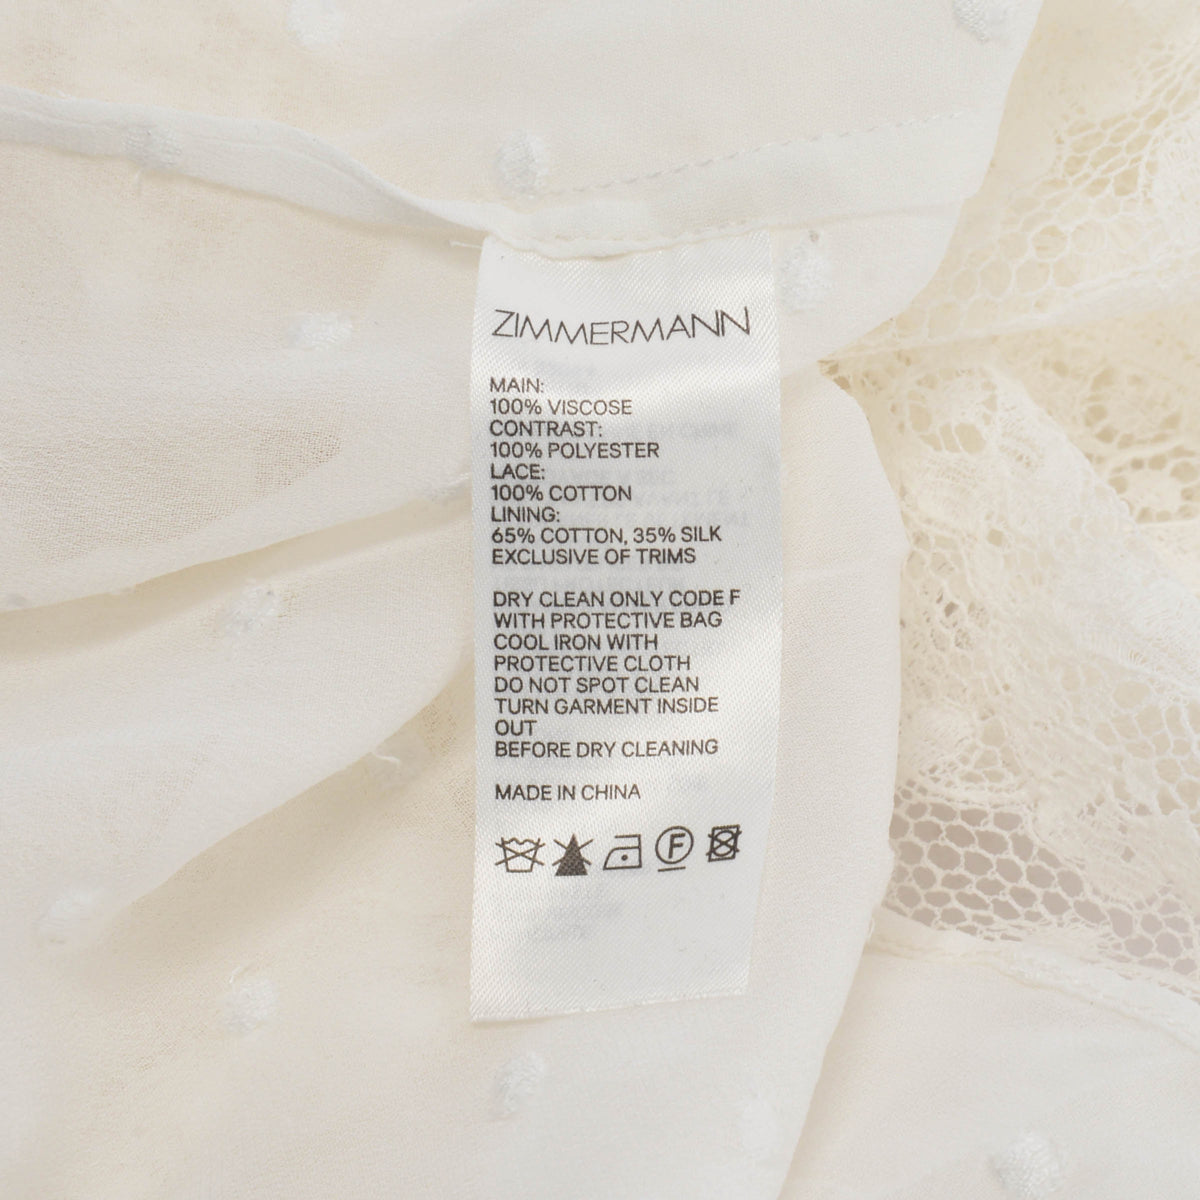 ZIMMERMANN
MAIN:
100% VISCOSE
CONTRAST:
100% POLYESTER
LACE:
100% COTTON
LINING:
65% COTTON, 35% SILK
EXCLUSIVE OF TRIMS
DRY CLEAN ONLY CODE F
WITH PROTECTIVE BAG
COOL IRON WITH
PROTECTIVE CLOTH
DO NOT SPOT CLEAN
TURN GARMENT INSIDE
OUT
BEFORE DRY CLEANING
MADE IN CHINA
F